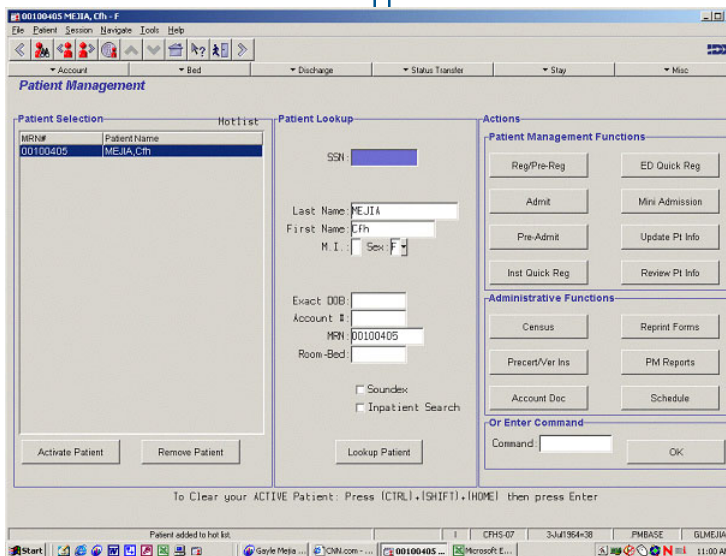 00100405 MEJIA, Cfh - F
File Patient Session Navigate Tools Help
Account Bed Discharge Status Transfer Stay Misc
Patient Management
Patient Selection Hotlist
MRN# Patient Name
00100405 MEJIA,Cfh
Activate Patient Remove Patient
Patient Lookup
SSN:
Last Name: MEJIA
First Name: Cfh
M.I.: Sex: F
Exact DOB:
Account #:
MRN: 00100405
Room-Bed:
Soundex
Inpatient Search
Lookup Patient
Actions
Patient Management Functions
Reg/Pre-Reg ED Quick Reg
Admit Mini Admission
Pre-Admit Update Pt Info
Inst Quick Reg Review Pt Info
Administrative Functions
Census Reprint Forms
Precert/Ver Ins PM Reports
Account Doc Schedule
Or Enter Command
Command: OK
To Clear your ACTIVE Patient: Press (CTRL)+(SHIFT)+(HOME) then press Enter
Patient added to hot list. CFHS-07 3Jul1964=38 PMBASE GLMEJIA
Start Gayle Mejia ... CNN.com - ... 00100405 ... Microsoft E... 11:00 A